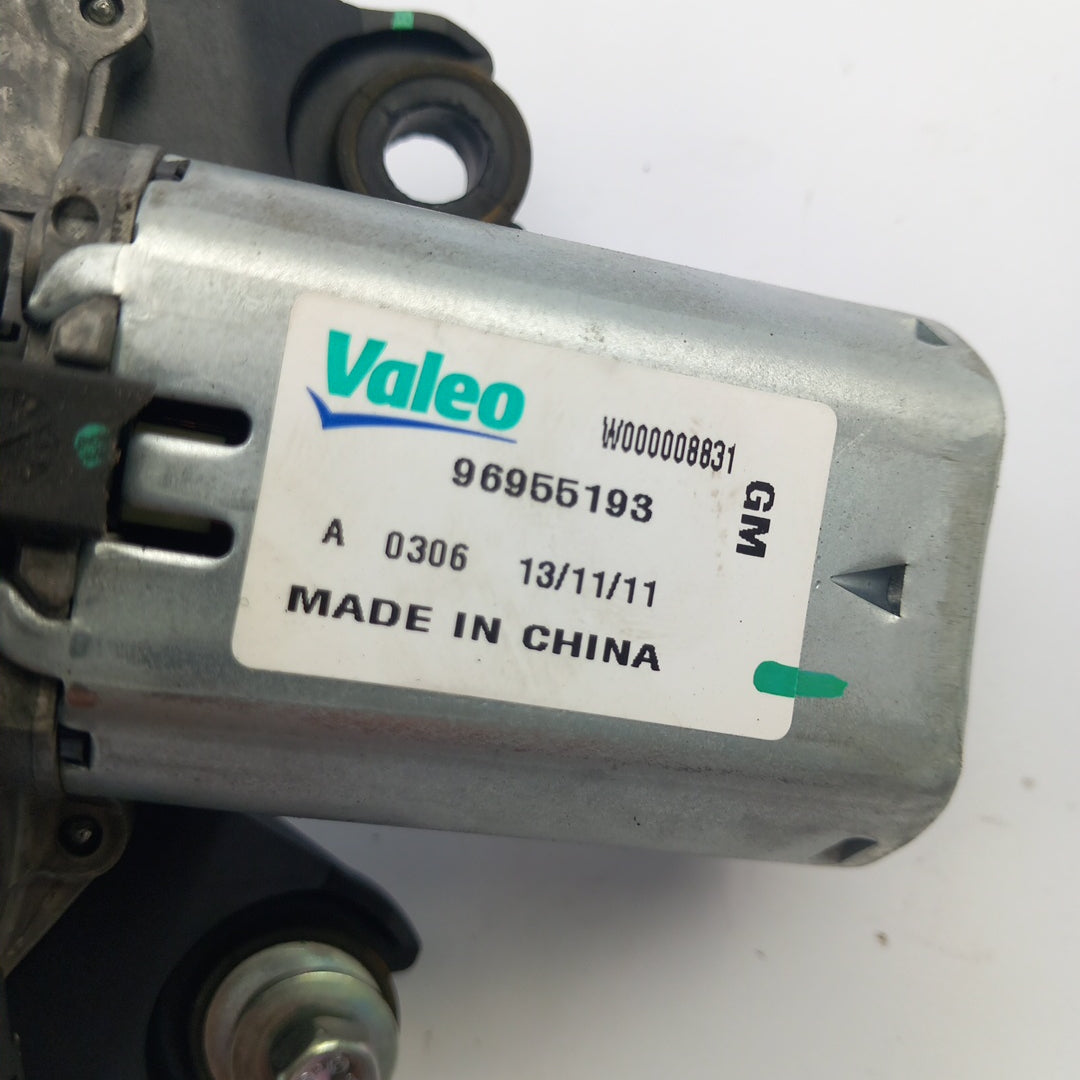 Valeo
W000008831
96955193
GM
A 0306 13/11/11
MADE IN CHINA